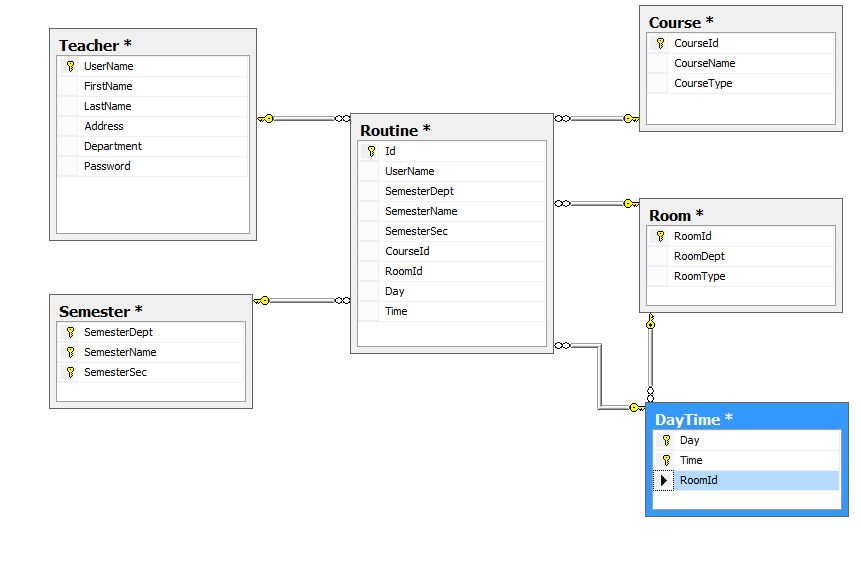 Teacher *
UserName
FirstName
LastName
Address
Department
Password
Semester *
SemesterDept
SemesterName
SemesterSec
Routine *
Id
UserName
SemesterDept
SemesterName
SemesterSec
CourseId
RoomId
Day
Time
Course *
CourseId
CourseName
CourseType
Room *
RoomId
RoomDept
RoomType
DayTime *
Day
Time
RoomId